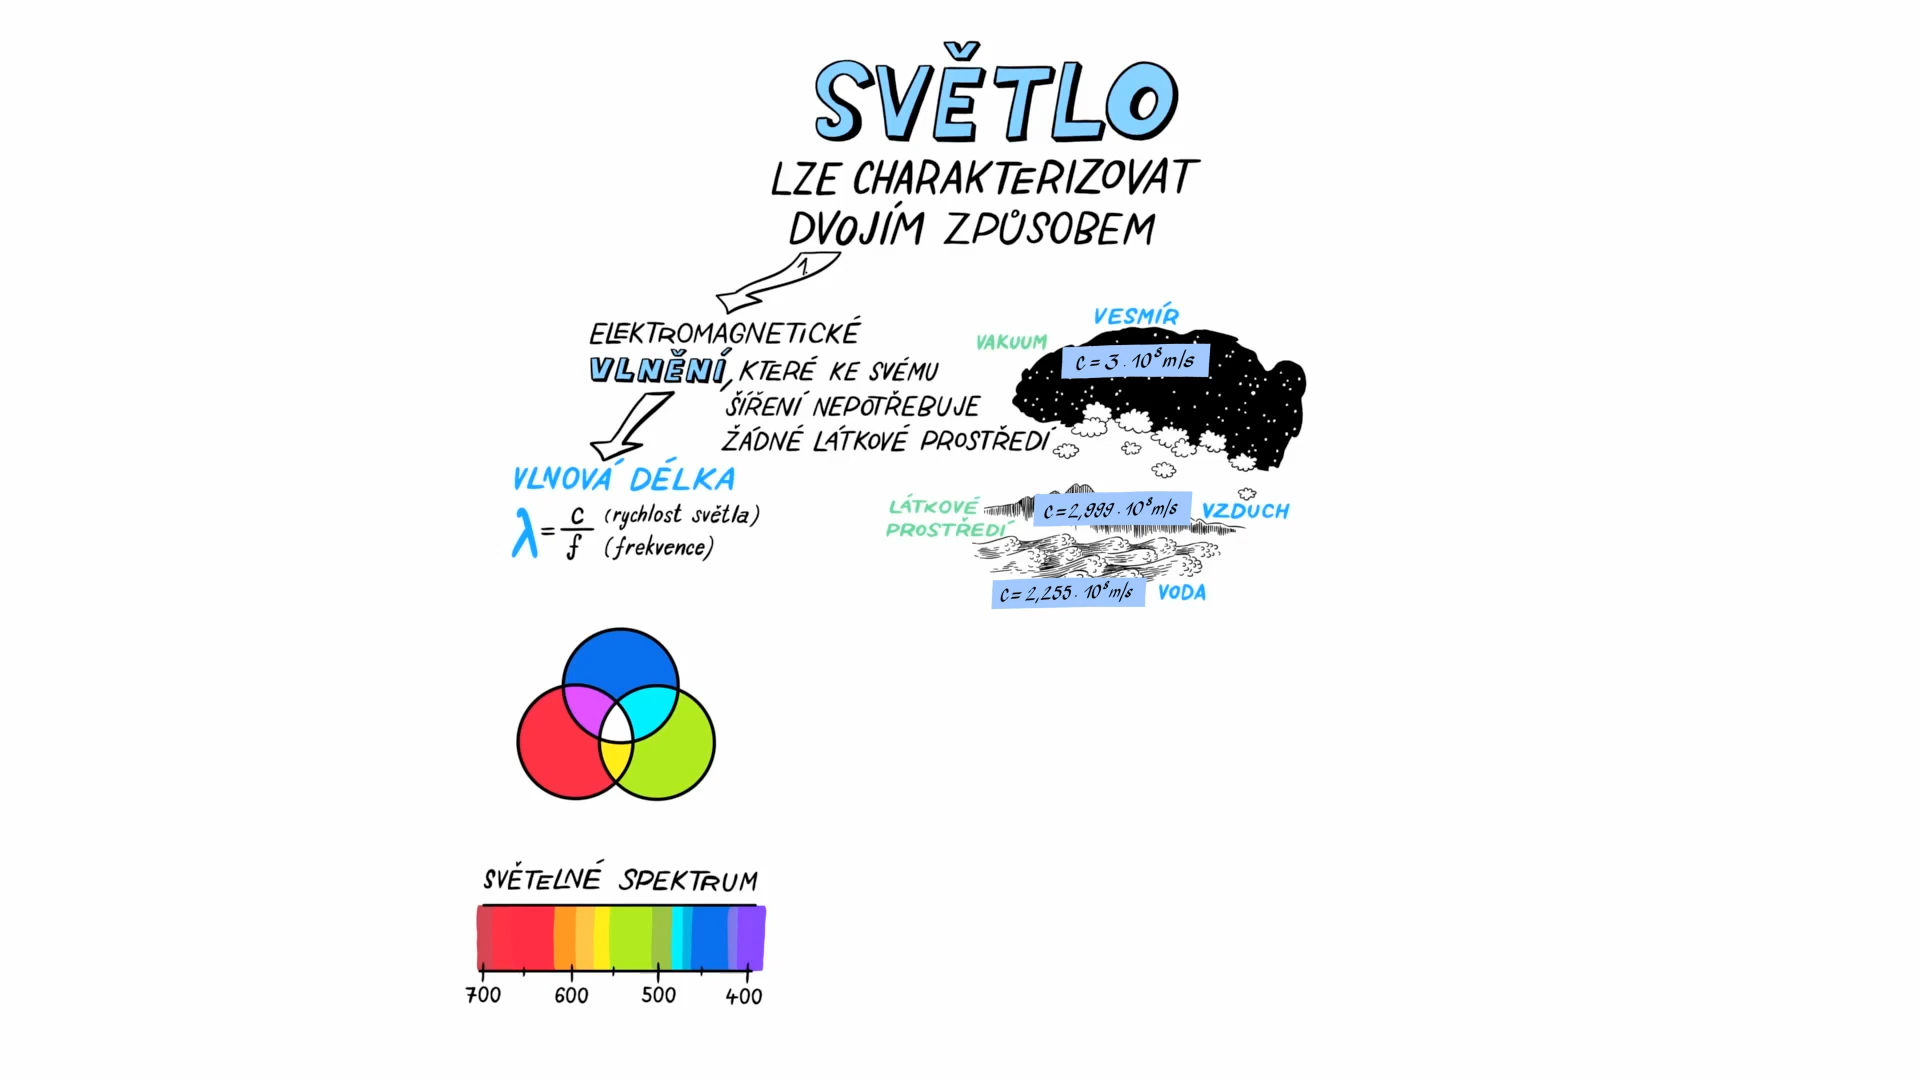 SVĚTLO
LZE CHARAKTERIZOVAT
DVOJÍM ZPŮSOBEM
1.
ELEKTROMAGNETICKÉ
VLNĚNÍ, KTERÉ KE SVÉMU
ŠÍŘENÍ NEPOTŘEBUJE
ŽÁDNÉ LÁTKOVÉ PROSTŘEDÍ
VLNOVÁ DÉLKA
λ = c / f
(rychlost světla)
(frekvence)
VESMÍR
VAKUUM
c = 3 . 10⁸ m/s
LÁTKOVÉ
PROSTŘEDÍ
c = 2,999 . 10⁸ m/s
VZDUCH
c = 2,255 . 10⁸ m/s
VODA
SVĚTELNÉ SPEKTRUM
700 600 500 400